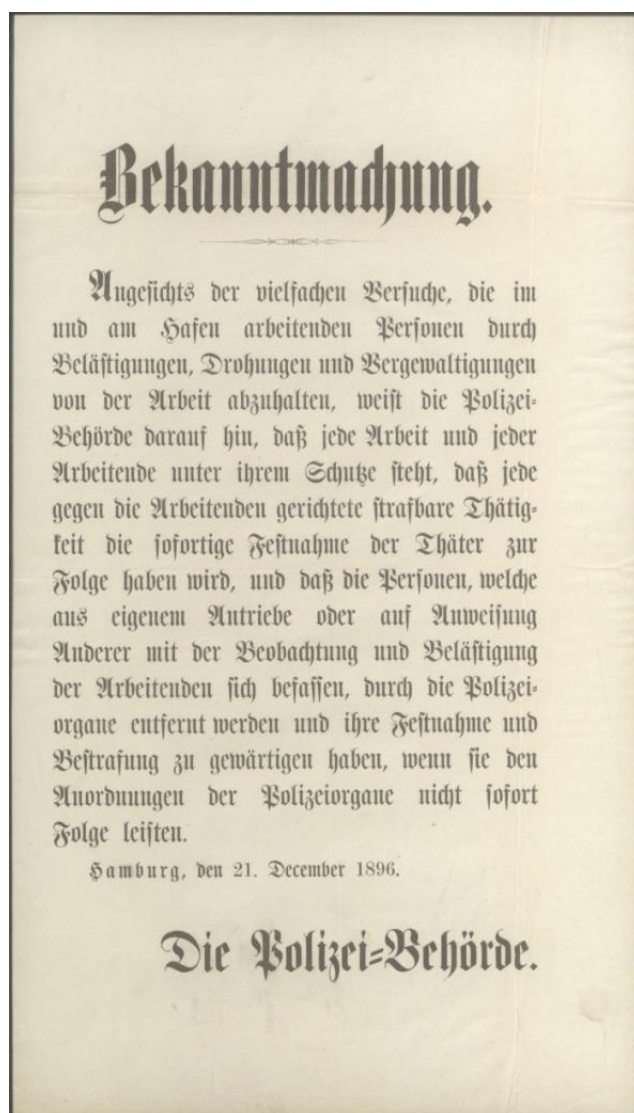 Bekanntmachung.
Angesichts der vielfachen Versuche, die im
und am Hafen arbeitenden Personen durch
Belästigungen, Drohungen und Vergewaltigungen
von der Arbeit abzuhalten, weist die Polizei-
Behörde darauf hin, daß jede Arbeit und jeder
Arbeitende unter ihrem Schutze steht, daß jede
gegen die Arbeitenden gerichtete strafbare Thätig-
keit die sofortige Festnahme der Thäter zur
Folge haben wird, und daß die Personen, welche
aus eigenem Antriebe oder auf Anweisung
Anderer mit der Beobachtung und Belästigung
der Arbeitenden sich befassen, durch die Polizei-
organe entfernt werden und ihre Festnahme und
Bestrafung zu gewärtigen haben, wenn sie den
Anordnungen der Polizeiorgane nicht sofort
Folge leisten.
Hamburg, den 21. December 1896.
Die Polizei-Behörde.